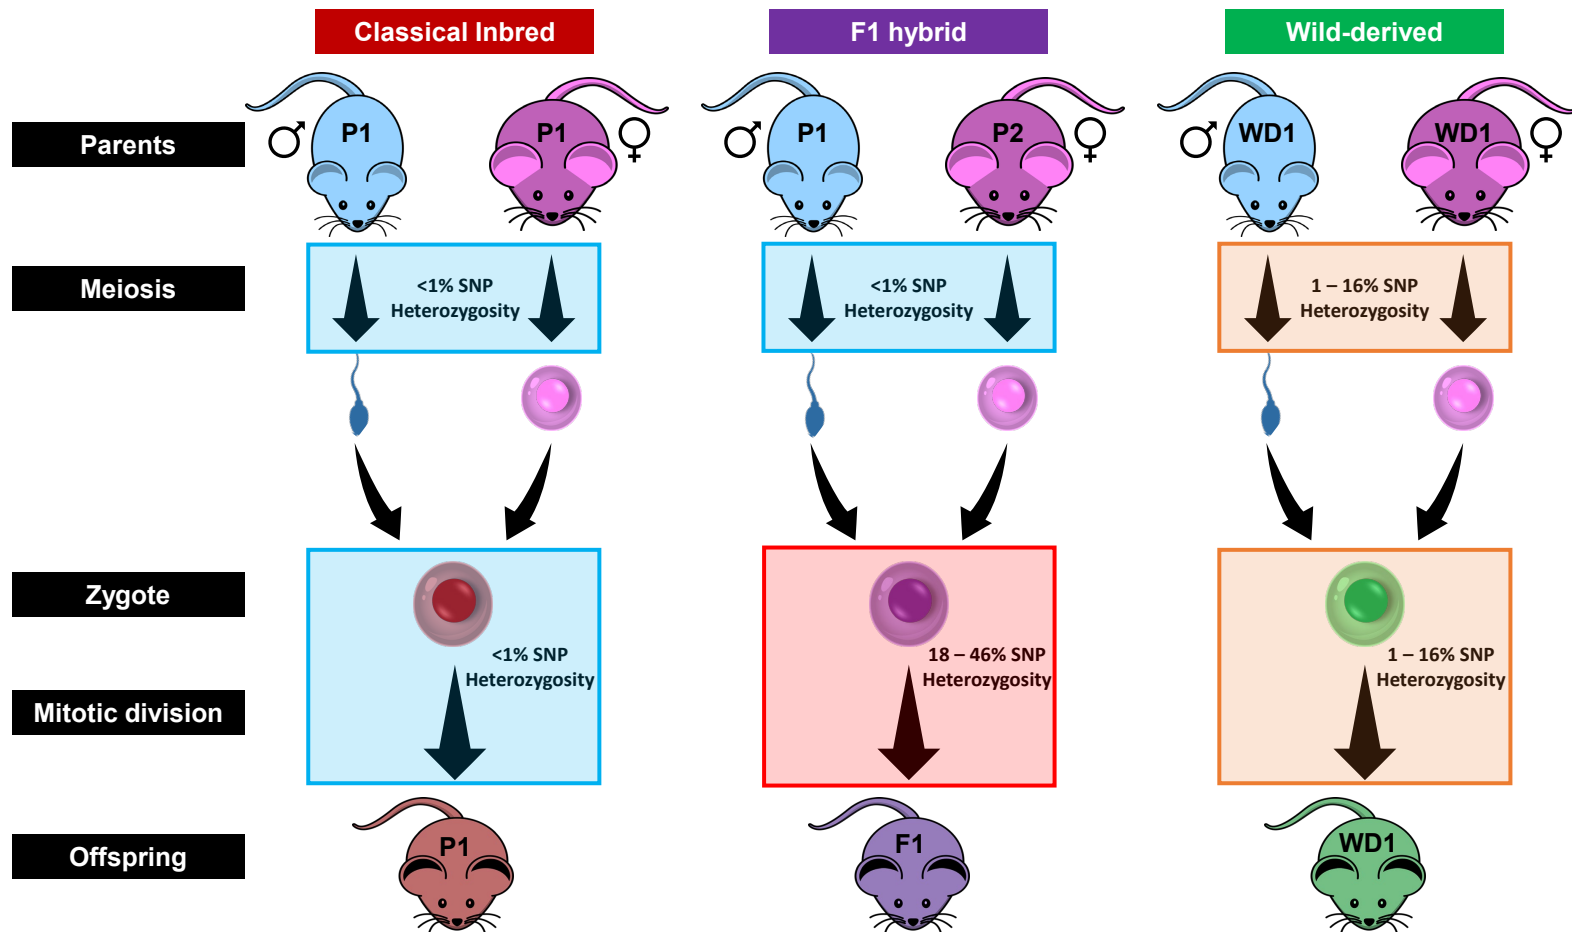 Classical Inbred
F1 hybrid
Wild-derived
Parents
♂
P1
P1
♀
♂
P1
P2
♀
♂
WD1
WD1
♀
Meiosis
<1% SNP
Heterozygosity
<1% SNP
Heterozygosity
1 – 16% SNP
Heterozygosity
Zygote
<1% SNP
Heterozygosity
18 – 46% SNP
Heterozygosity
1 – 16% SNP
Heterozygosity
Mitotic division
Offspring
P1
F1
WD1